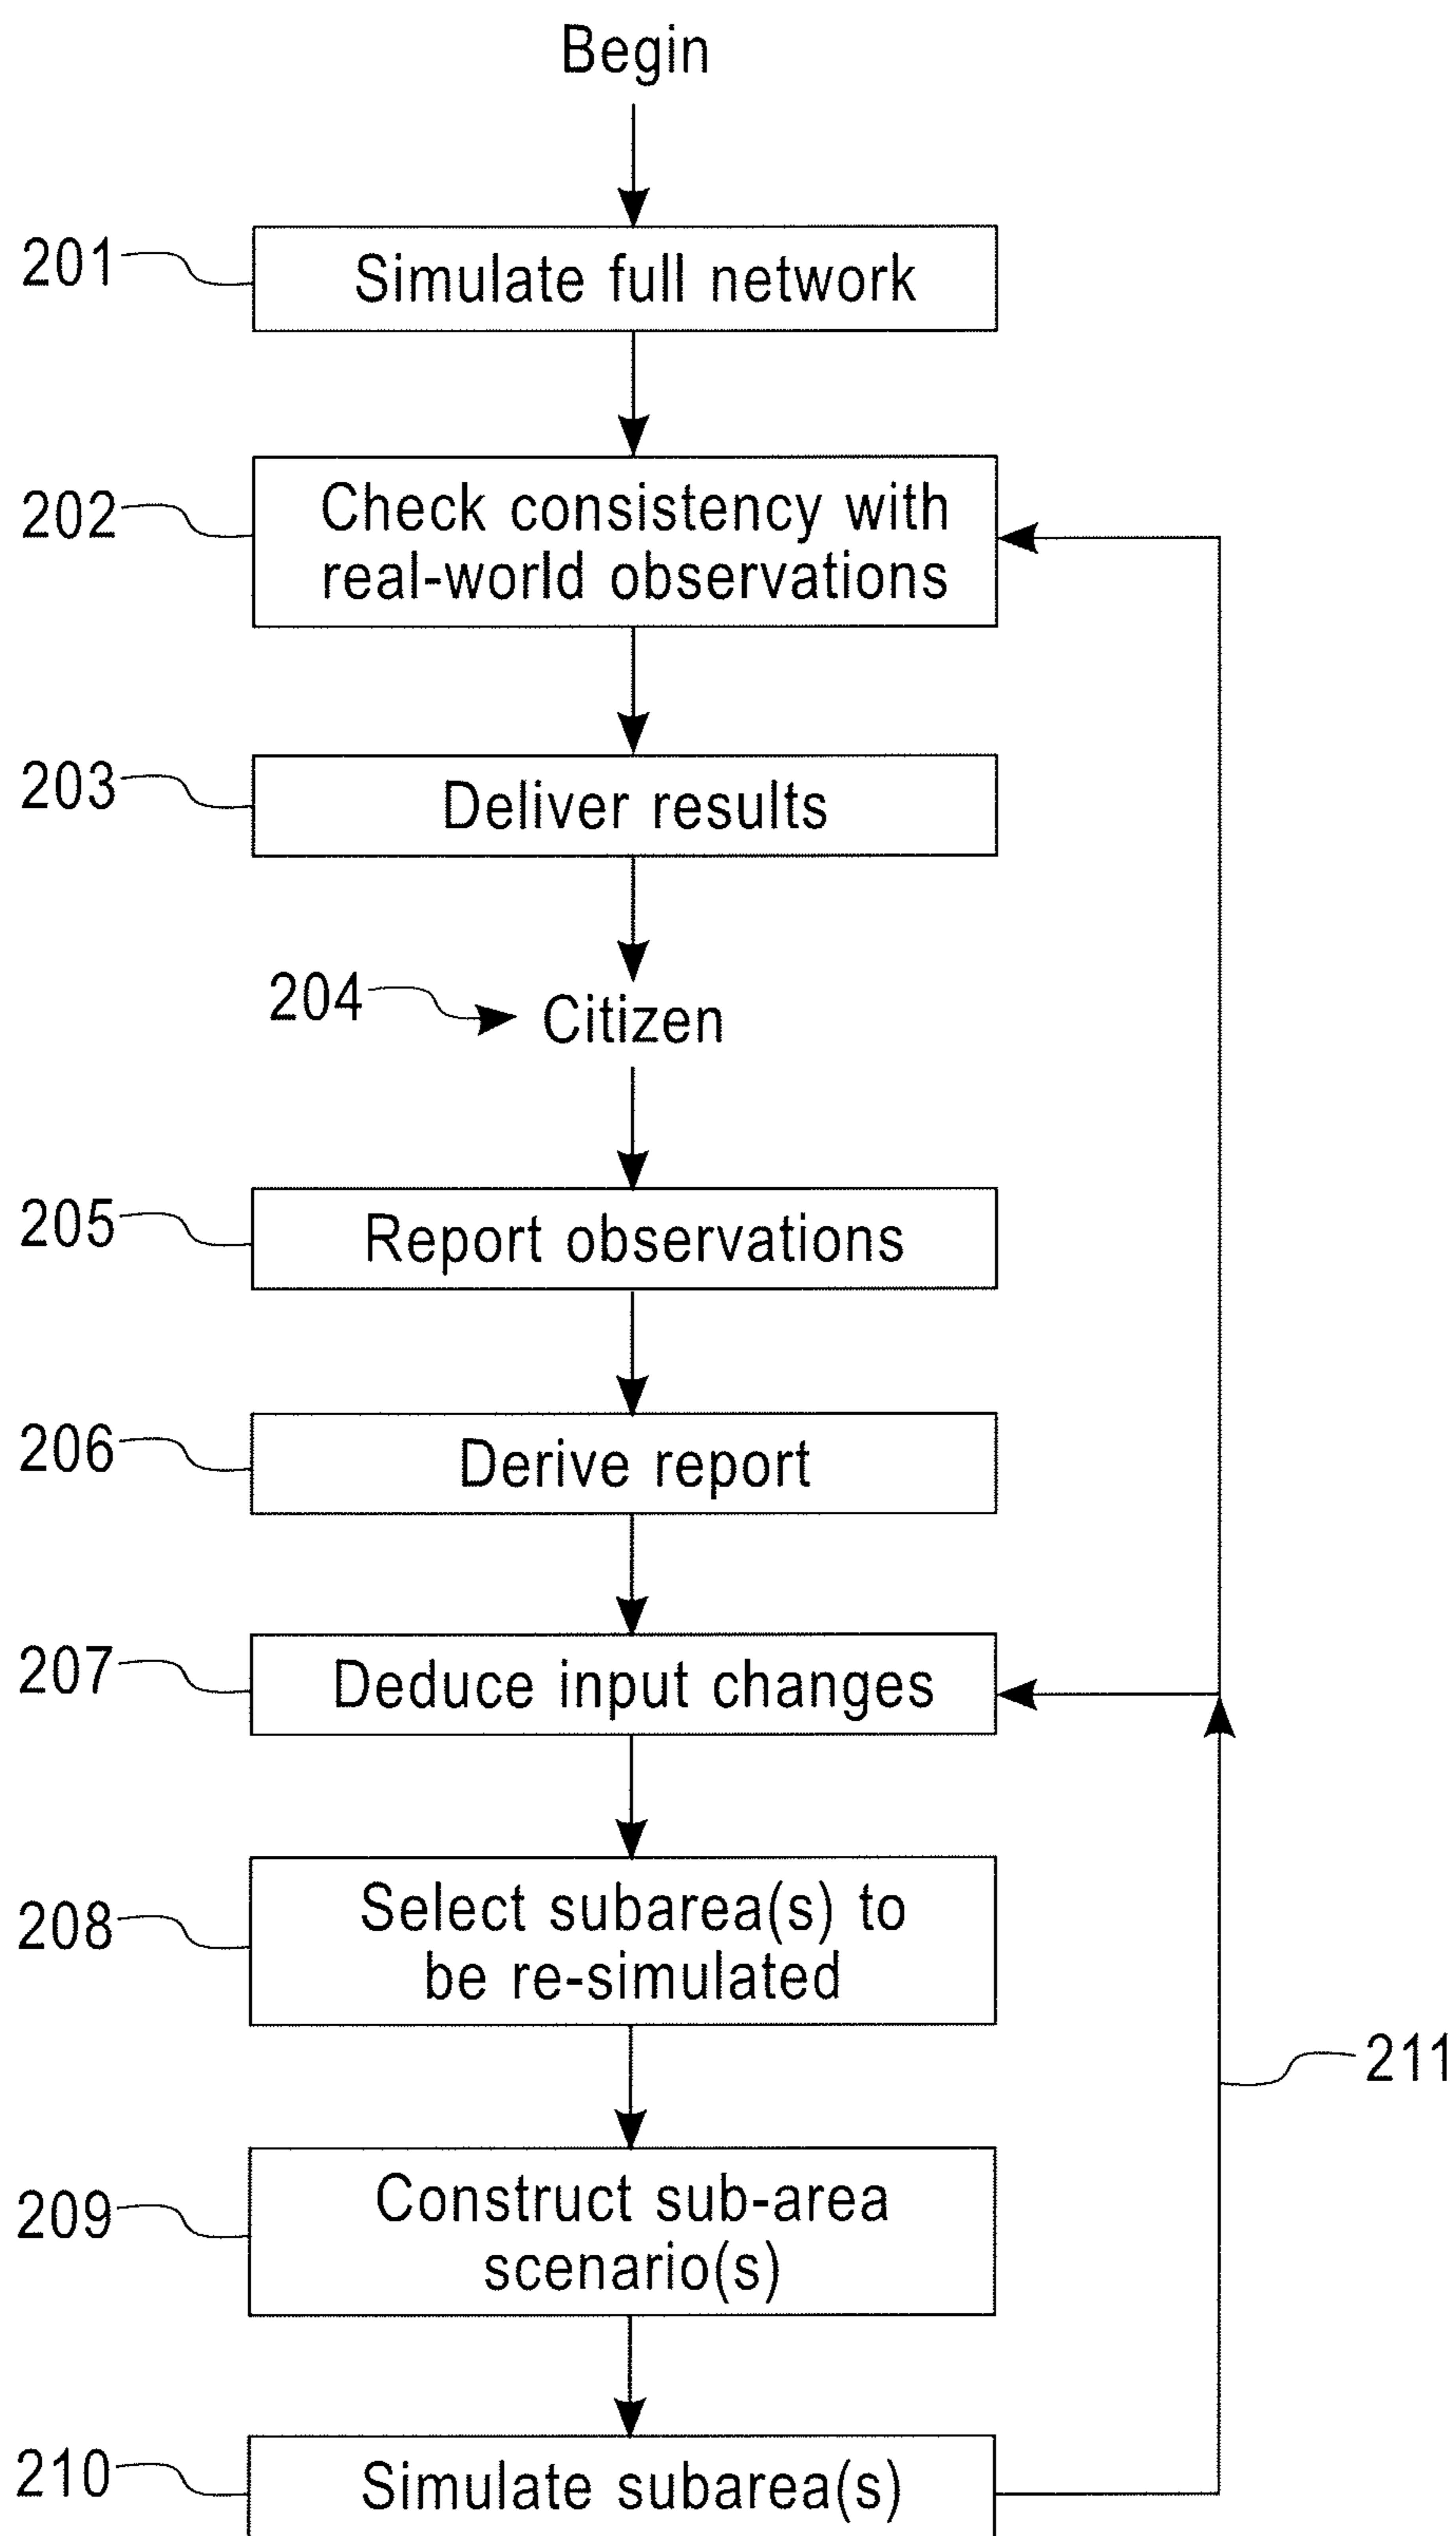 Begin
201
Simulate full network
202
Check consistency with
real-world observations
203
Deliver results
204
Citizen
205
Report observations
206
Derive report
207
Deduce input changes
208
Select subarea(s) to
be re-simulated
211
209
Construct sub-area
scenario(s)
210
Simulate subarea(s)